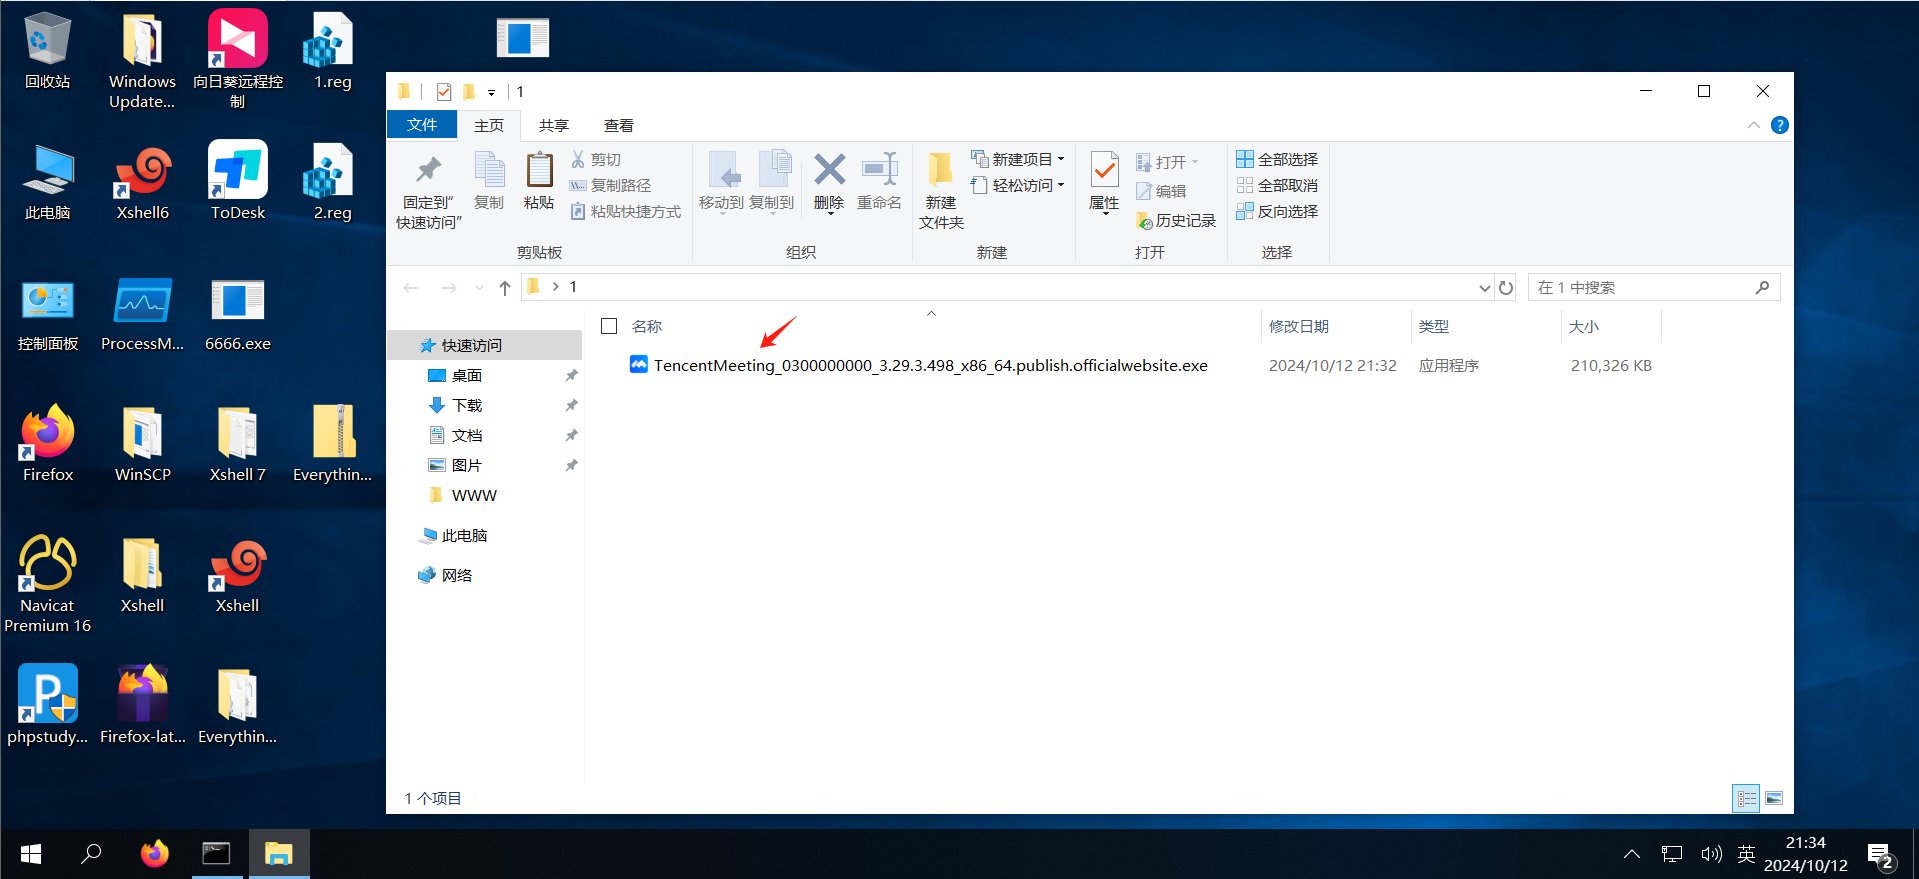 回收站
Windows
Update...
向日葵远程控
制
1.reg
此电脑
Xshell6
ToDesk
2.reg
控制面板
ProcessM...
6666.exe
Firefox
WinSCP
Xshell 7
Everythin...
Navicat
Premium 16
Xshell
Xshell
phpstudy...
Firefox-lat...
Everythin...
1
文件
主页
共享
查看
固定到"
快速访问"
复制
粘贴
剪切
复制路径
粘贴快捷方式
剪贴板
移动到
复制到
删除
重命名
组织
新建
文件夹
新建项目
轻松访问
新建
属性
打开
编辑
历史记录
打开
全部选择
全部取消
反向选择
选择
1
在 1 中搜索
快速访问
桌面
下载
文档
图片
WWW
此电脑
网络
名称
修改日期
类型
大小
TencentMeeting_0300000000_3.29.3.498_x86_64.publish.officialwebsite.exe
2024/10/12 21:32
应用程序
210,326 KB
1 个项目
英
21:34
2024/10/12
2